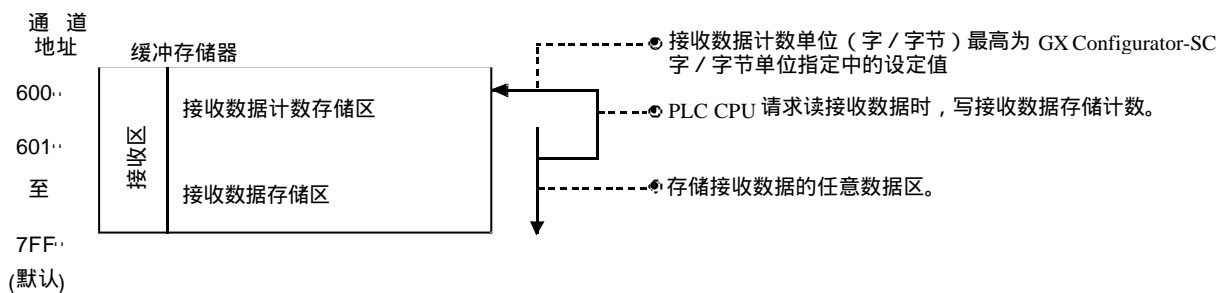 通 道
地址
缓冲存储器
接收数据计数单位（字/字节）最高为 GX Configurator-SC
字/字节单位指定中的设定值
600
接收数据计数存储区
PLC CPU 请求读接收数据时，写接收数据存储计数。
601
接收区
至
接收数据存储区
存储接收数据的任意数据区。
7FF
(默认)